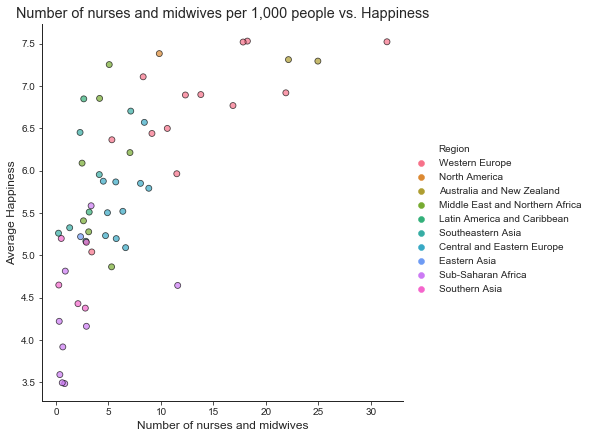 Number of nurses and midwives per 1,000 people vs. Happiness
7.5
7.0
6.5
6.0
5.5
5.0
4.5
4.0
3.5
Average Happiness
0 5 10 15 20 25 30
Number of nurses and midwives
Region
Western Europe
North America
Australia and New Zealand
Middle East and Northern Africa
Latin America and Caribbean
Southeastern Asia
Central and Eastern Europe
Eastern Asia
Sub-Saharan Africa
Southern Asia